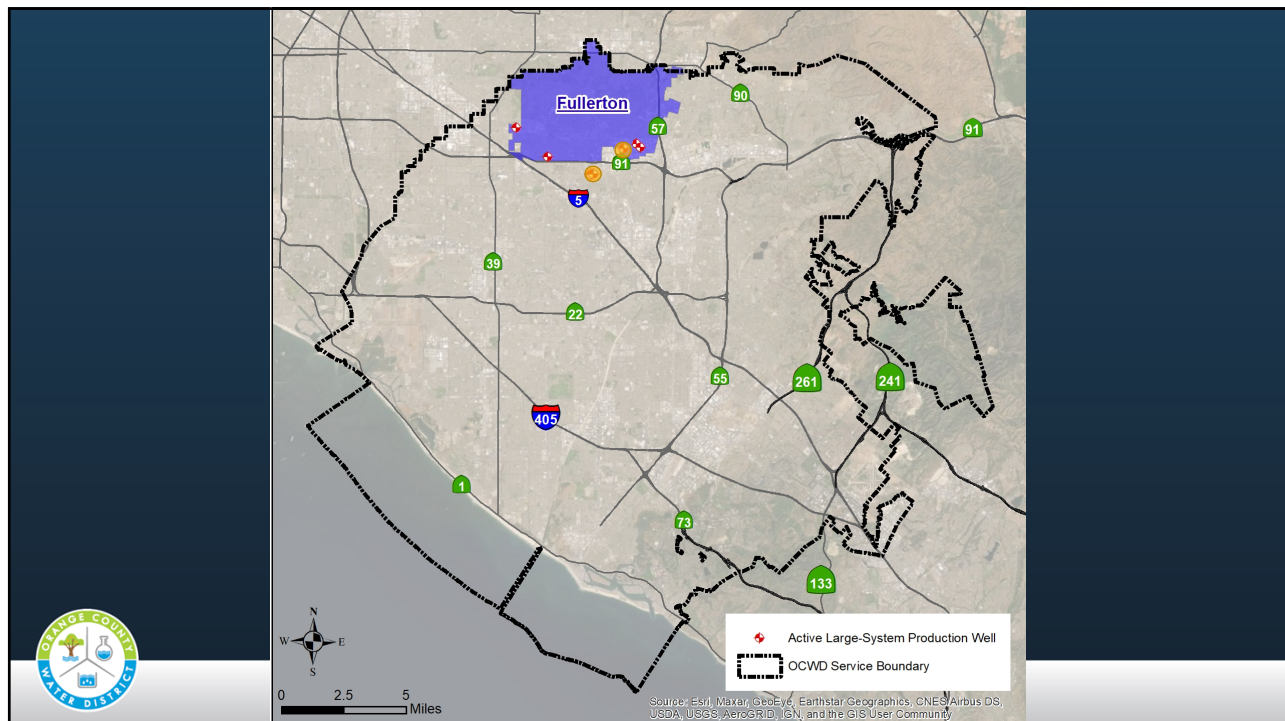 Fullerton
90
57
91
91
5
39
22
55
261
241
405
1
73
133
N
W
E
S
0 2.5 5
Miles
Active Large-System Production Well
OCWD Service Boundary
Source: Esri, Maxar, GeoEye, Earthstar Geographics, CNES/Airbus DS,
USDA, USGS, AeroGRID, IGN, and the GIS User Community
ORANGE COUNTY
WATER DISTRICT